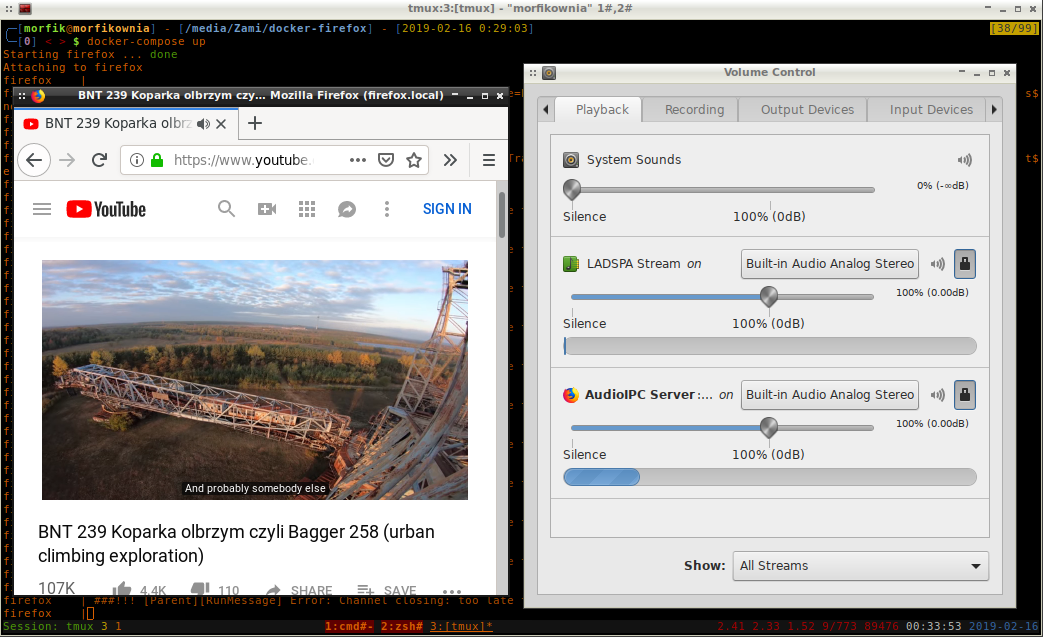 tmux:3:[tmux] - "morfikownia" 1#,2#
[morfik@morfikownia] - [/media/Zami/docker-firefox] - [2019-02-16 0:29:03]
[38/99]
[0] < > $ docker-compose up
Starting firefox ... done
Attaching to firefox
firefox |
BNT 239 Koparka olbrzym czy... Mozilla Firefox (firefox.local)
BNT 239 Koparka olbrz
https://www.youtube.
YouTube
SIGN IN
And probably somebody else
BNT 239 Koparka olbrzym czyli Bagger 258 (urban
climbing exploration)
107K
4.4K
110
SHARE
SAVE
Volume Control
Playback
Recording
Output Devices
Input Devices
System Sounds
0% (-∞dB)
Silence
100% (0dB)
LADSPA Stream on
Built-in Audio Analog Stereo
100% (0.00dB)
Silence
100% (0dB)
AudioIPC Server:... on
Built-in Audio Analog Stereo
100% (0.00dB)
Silence
100% (0dB)
Show:
All Streams
firefox | ###!!! [Parent][RunMessage] Error: Channel closing: too late
firefox |
Session: tmux 3 1
1:cmd#- 2:zsh# 3:[tmux]*
2.41 2.33 1.52 9/773 89476 00:33:53 2019-02-16